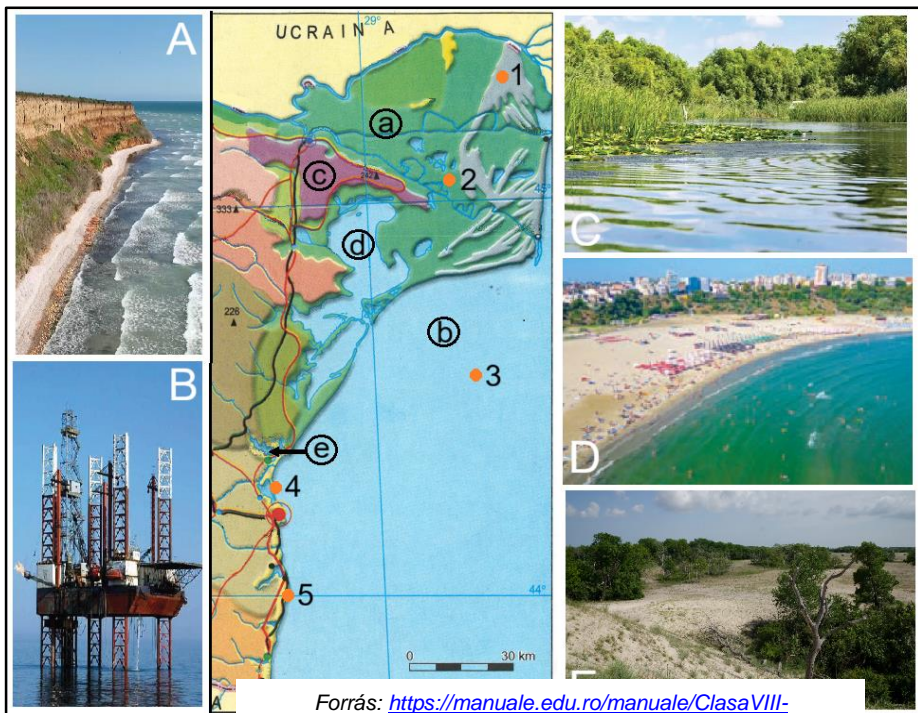 A
B
UCRAIN A
29°
1
a
c
242
2
45°
333
d
226
b
3
e
4
5
44°
0 30 km
A
C
D
E
Forrás: https://manuale.edu.ro/manuale/ClasaVIII-